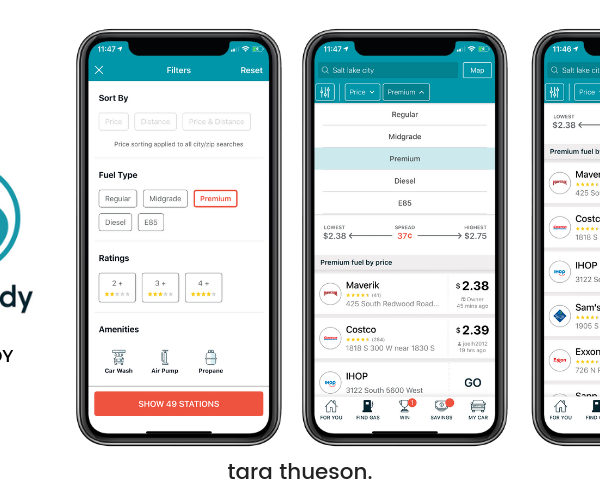 dy
DY
11:47
Filters
Reset
Sort By
Price
Distance
Price & Distance
Price sorting applied to all city/zip searches
Fuel Type
Regular
Midgrade
Premium
Diesel
E85
Ratings
2 +
3 +
4 +
Amenities
Car Wash
Air Pump
Propane
SHOW 49 STATIONS
11:47
Salt lake city
Map
Price
Premium
Regular
Midgrade
Premium
Diesel
E85
LOWEST
SPREAD
HIGHEST
$2.38
37¢
$2.75
Premium fuel by price
Maverik
(41)
425 South Redwood Road...
$2.38
Owner
45 mins ago
Costco
(264)
1818 S 300 W near 1830 S
$2.39
joelh2012
19 hrs ago
IHOP
3122 South 5600 West
GO
FOR YOU
FIND GAS
WIN
1
SAVINGS
MY CAR
11:46
Salt lake cit
Price
LOWEST
$2.38
Premium fuel b
Maver
425 So
Costc
1818 S
IHOP
3122 So
Sam's
1905 S
Exxon
726 N R
FOR YOU
FIND
tara thueson.